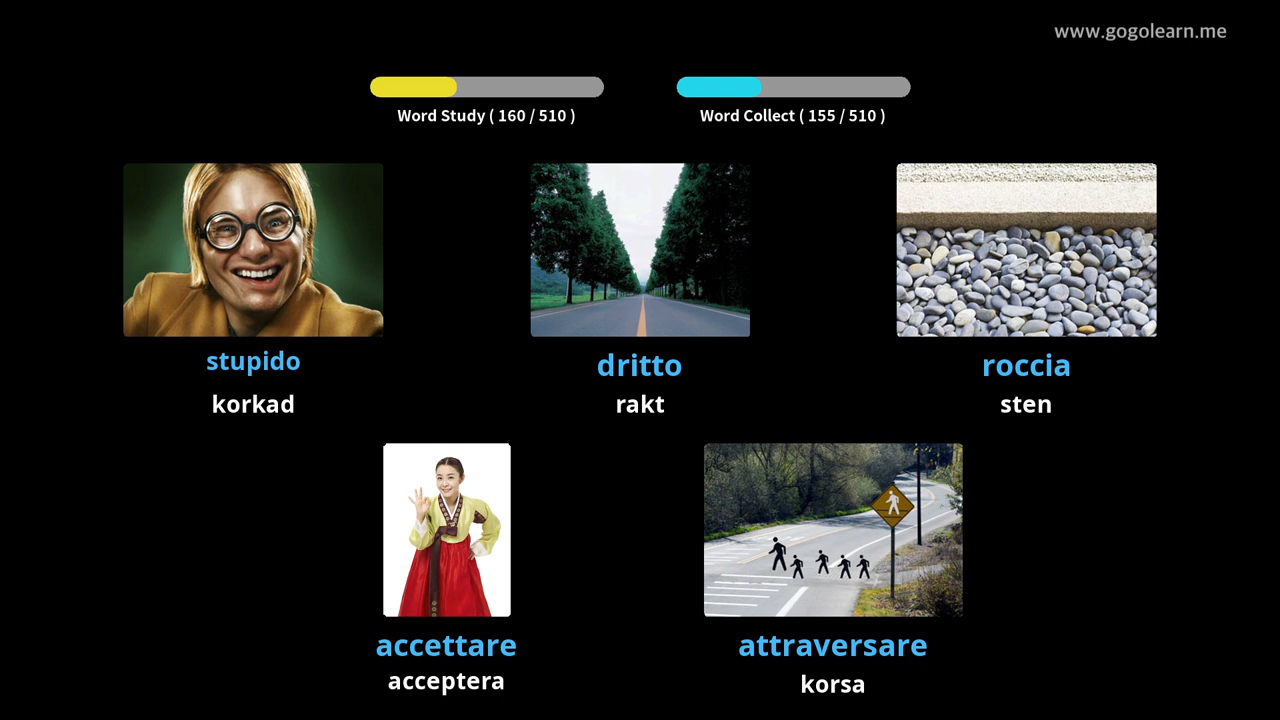 www.gogolearn.me
Word Study ( 160 / 510 )
Word Collect ( 155 / 510 )
stupido
korkad
dritto
rakt
roccia
sten
accettare
acceptera
attraversare
korsa